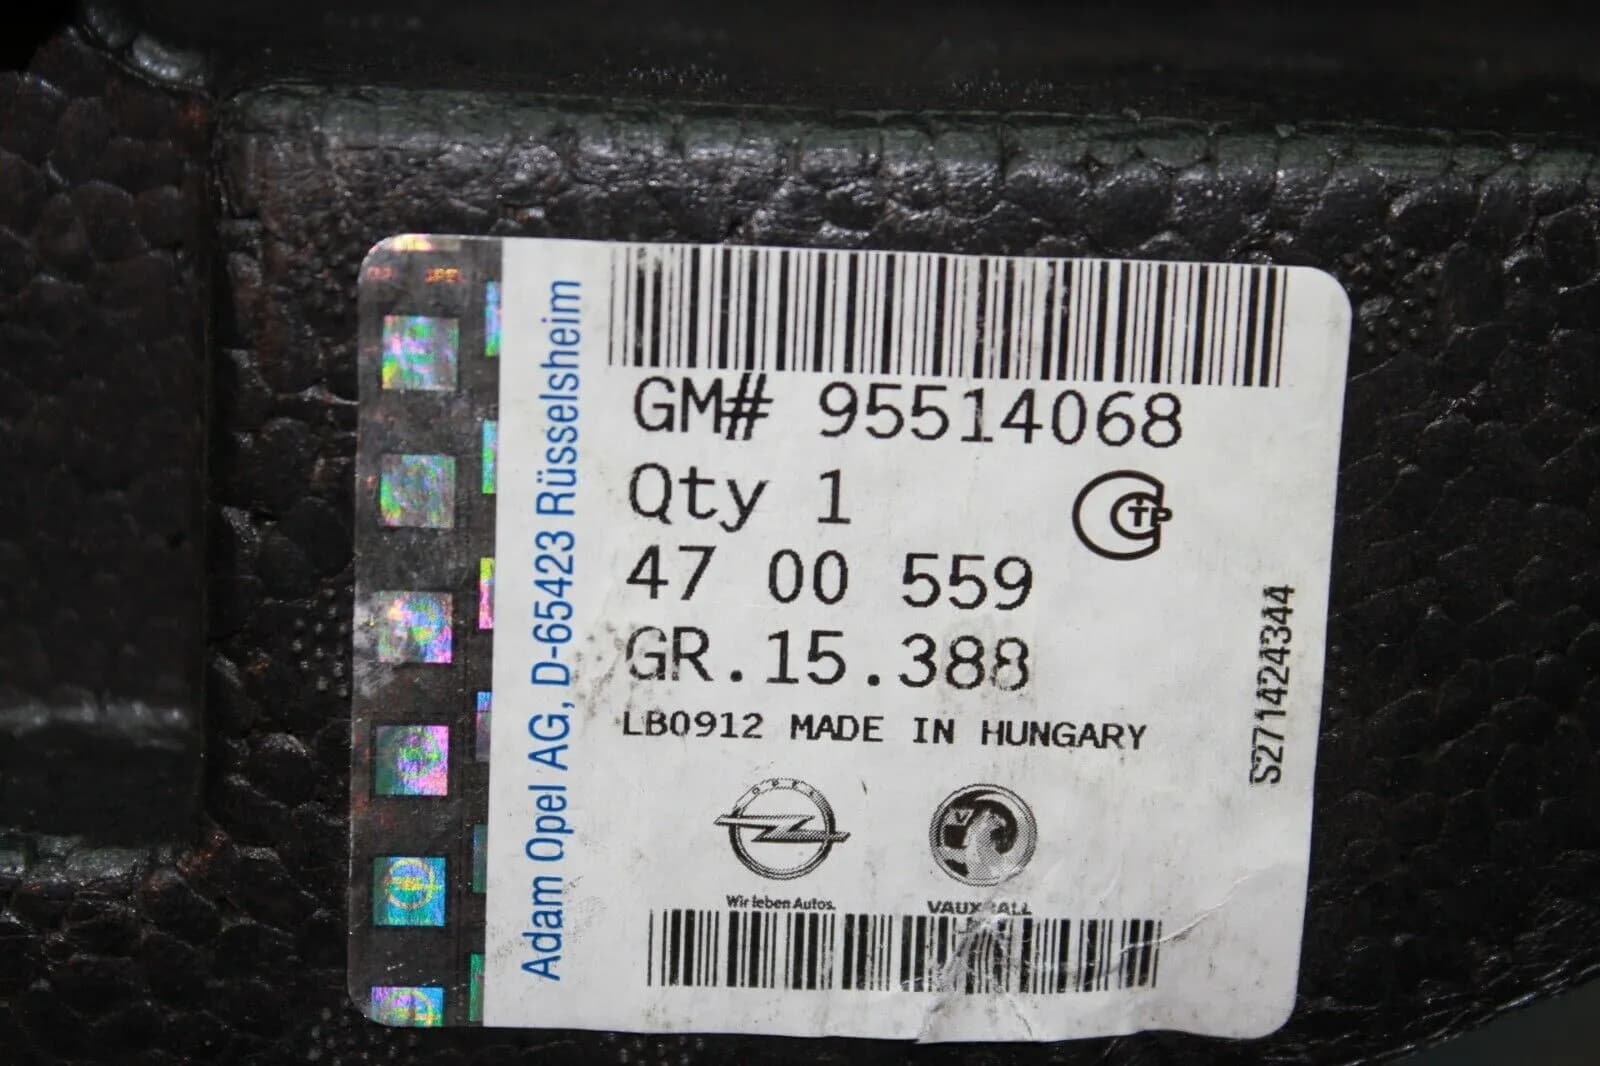 Adam Opel AG, D-65423 Rüsselsheim
GM# 95514068
Qty 1
47 00 559
GR.15.388
LB0912 MADE IN HUNGARY
S271424344
OPEL
Wir leben Autos.
VAUXHALL